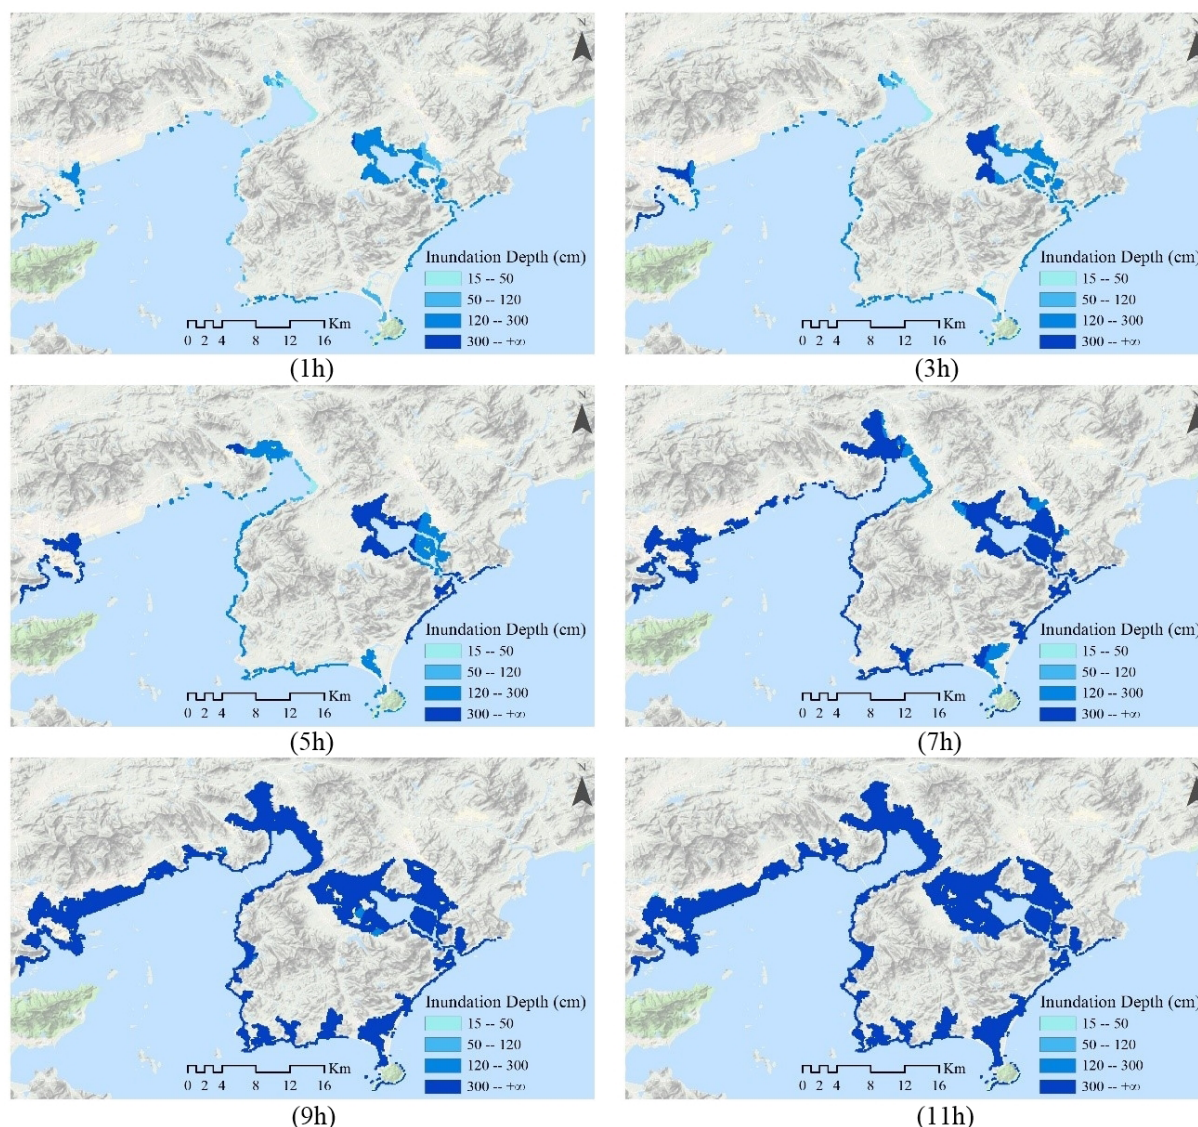 N
N
Inundation Depth (cm)
15 -- 50
50 -- 120
120 -- 300
300 -- +∞
Km
0 2 4 8 12 16
Inundation Depth (cm)
15 -- 50
50 -- 120
120 -- 300
300 -- +∞
Km
0 2 4 8 12 16
(1h)
(3h)
N
N
Inundation Depth (cm)
15 -- 50
50 -- 120
120 -- 300
300 -- +∞
Km
0 2 4 8 12 16
Inundation Depth (cm)
15 -- 50
50 -- 120
120 -- 300
300 -- +∞
Km
0 2 4 8 12 16
(5h)
(7h)
N
N
Inundation Depth (cm)
15 -- 50
50 -- 120
120 -- 300
300 -- +∞
Km
0 2 4 8 12 16
Inundation Depth (cm)
15 -- 50
50 -- 120
120 -- 300
300 -- +∞
Km
0 2 4 8 12 16
(9h)
(11h)